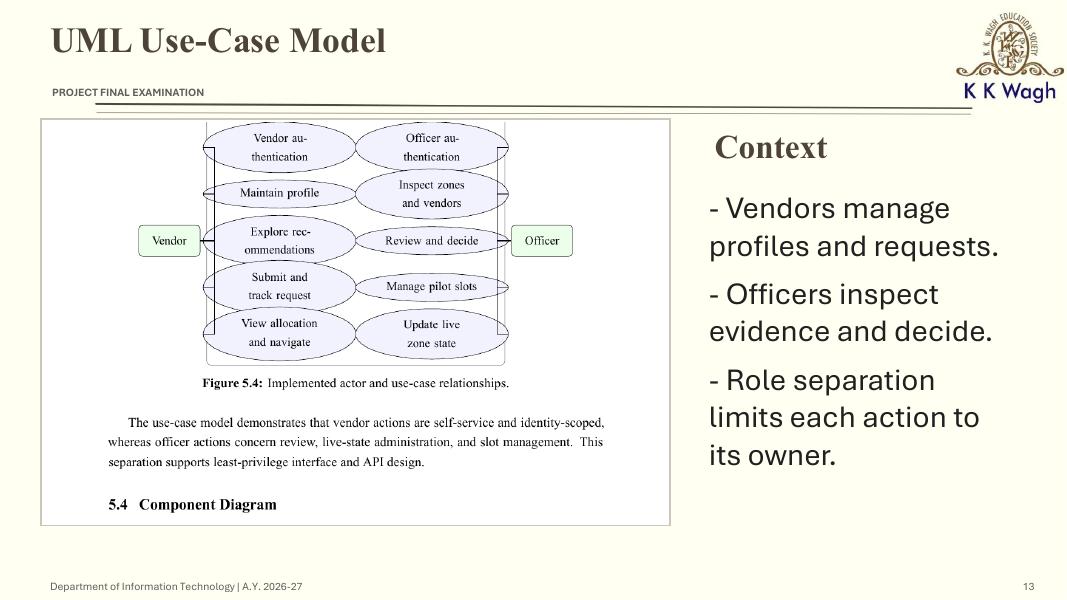 UML Use-Case Model
PROJECT FINAL EXAMINATION
K. K. WAGH EDUCATION SOCIETY
K K Wagh
Vendor au-
thentication
Officer au-
thentication
Maintain profile
Inspect zones
and vendors
Vendor
Explore rec-
ommendations
Review and decide
Officer
Submit and
track request
Manage pilot slots
View allocation
and navigate
Update live
zone state
Figure 5.4: Implemented actor and use-case relationships.
The use-case model demonstrates that vendor actions are self-service and identity-scoped,
whereas officer actions concern review, live-state administration, and slot management. This
separation supports least-privilege interface and API design.
5.4 Component Diagram
Context
- Vendors manage
profiles and requests.
- Officers inspect
evidence and decide.
- Role separation
limits each action to
its owner.
Department of Information Technology | A.Y. 2026-27
13